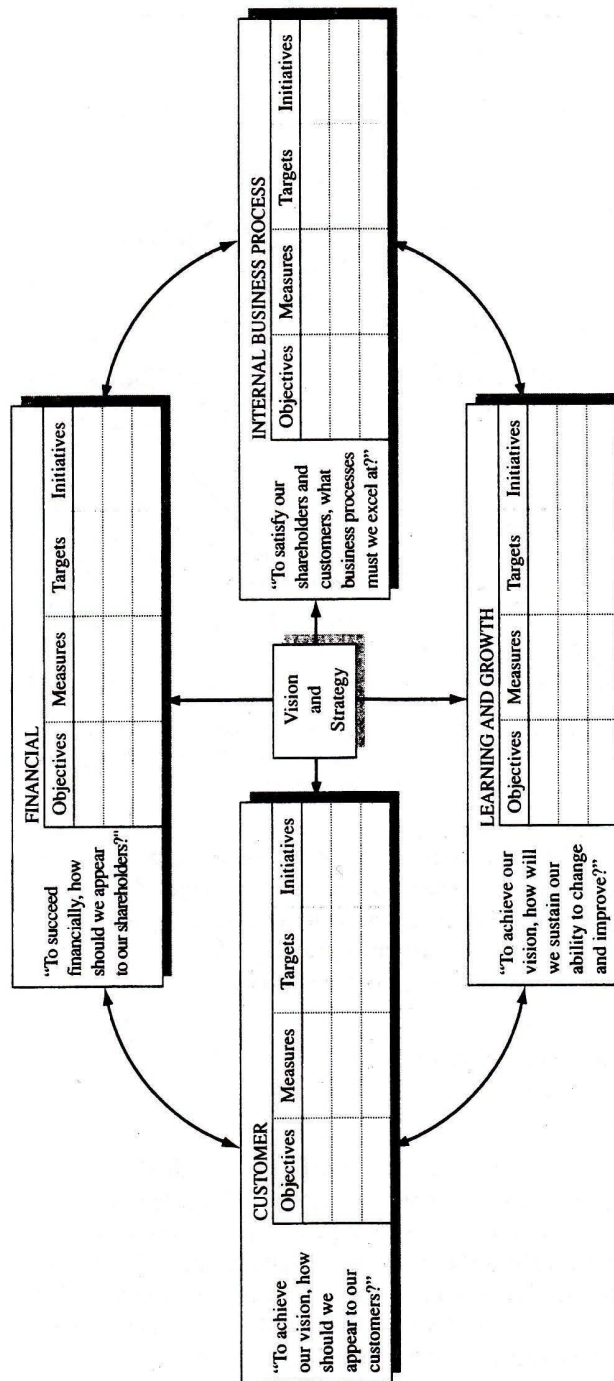 FINANCIAL
"To succeed
financially, how
should we appear
to our shareholders?"
Objectives Measures Targets Initiatives
CUSTOMER
"To achieve
our vision, how
should we
appear to our
customers?"
Objectives Measures Targets Initiatives
Vision
and
Strategy
INTERNAL BUSINESS PROCESS
"To satisfy our
shareholders and
customers, what
business processes
must we excel at?"
Objectives Measures Targets Initiatives
LEARNING AND GROWTH
"To achieve our
vision, how will
we sustain our
ability to change
and improve?"
Objectives Measures Targets Initiatives